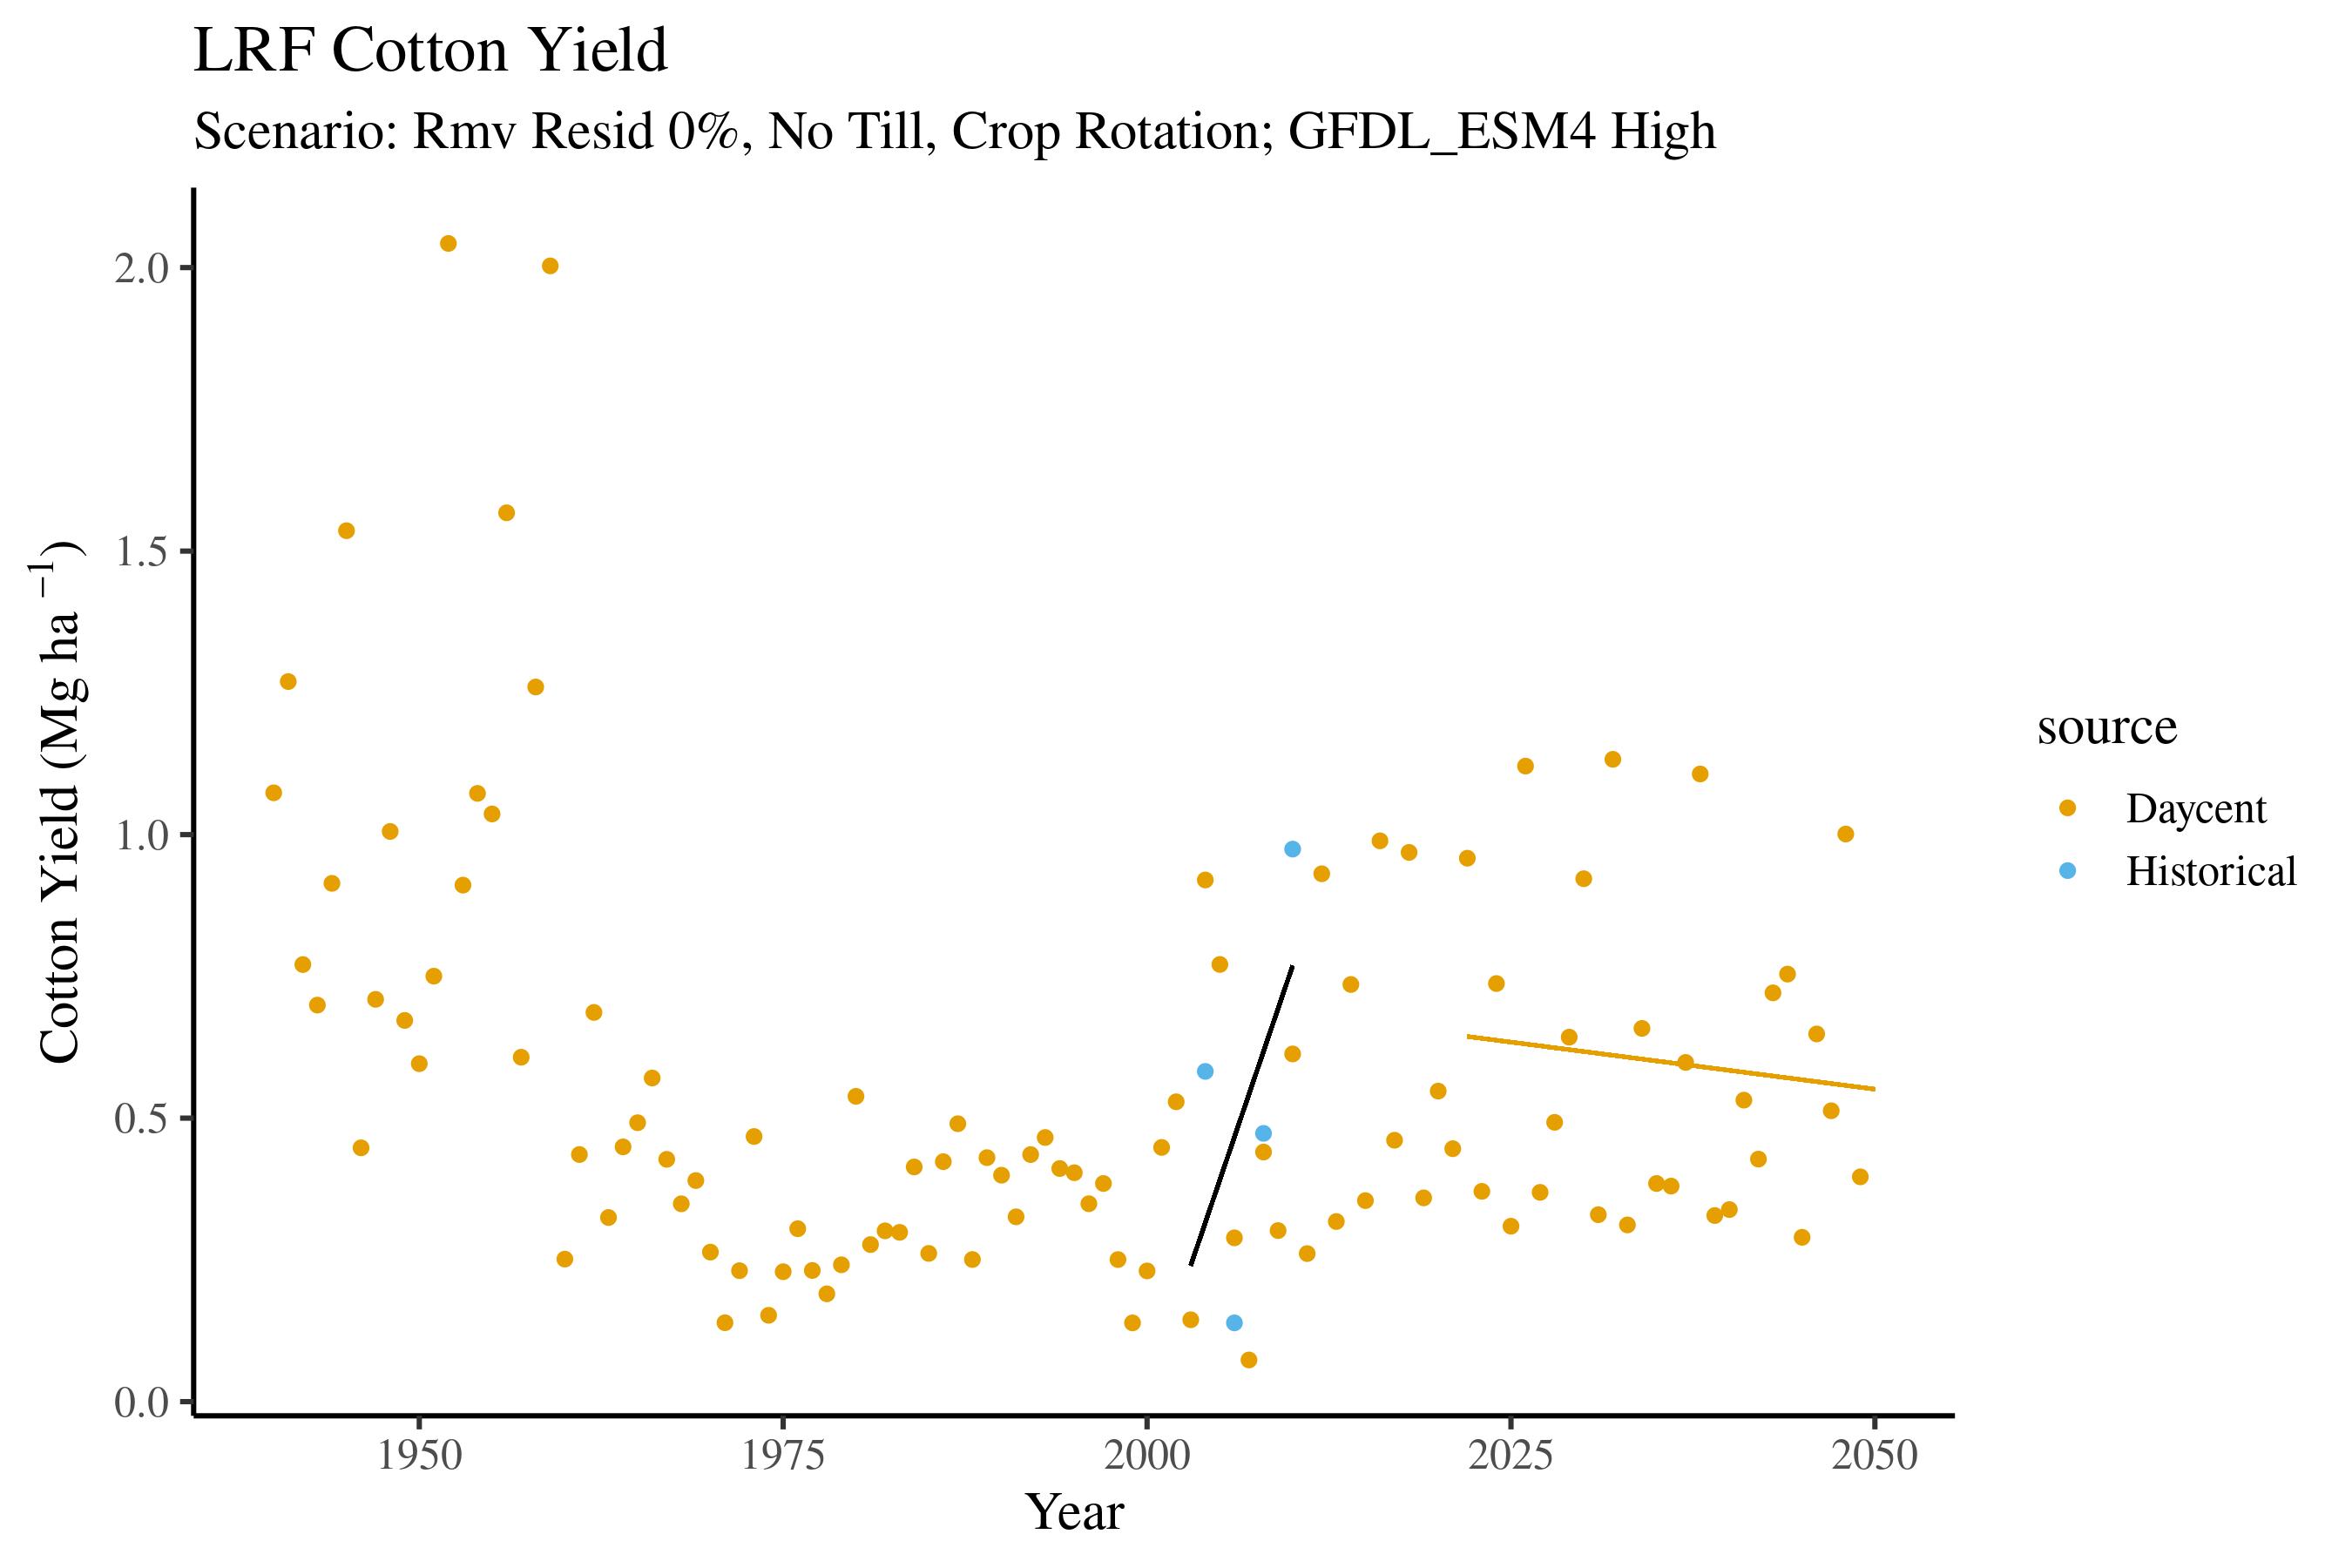 LRF Cotton Yield
Scenario: Rmv Resid 0%, No Till, Crop Rotation; GFDL_ESM4 High
Cotton Yield (Mg ha −1)
2.0
1.5
1.0
0.5
0.0
1950 1975 2000 2025 2050
Year
source
Daycent
Historical